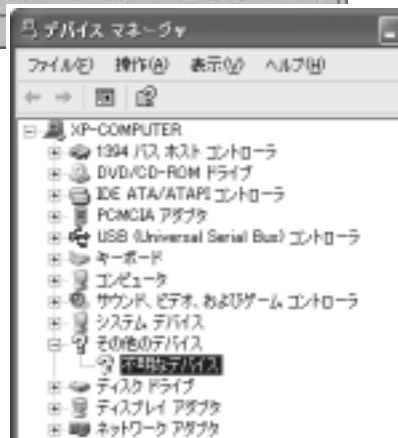 デバイス マネージャ
ファイル(F) 操作(A) 表示(V) ヘルプ(H)
XP-COMPUTER
1394 バス ホスト コントローラ
DVD/CD-ROM ドライブ
IDE ATA/ATAPI コントローラ
PCMCIA アダプタ
USB (Universal Serial Bus) コントローラ
キーボード
コンピュータ
サウンド、ビデオ、およびゲーム コントローラ
システム デバイス
その他のデバイス
不明なデバイス
ディスク ドライブ
ディスプレイ アダプタ
ネットワーク アダプタ